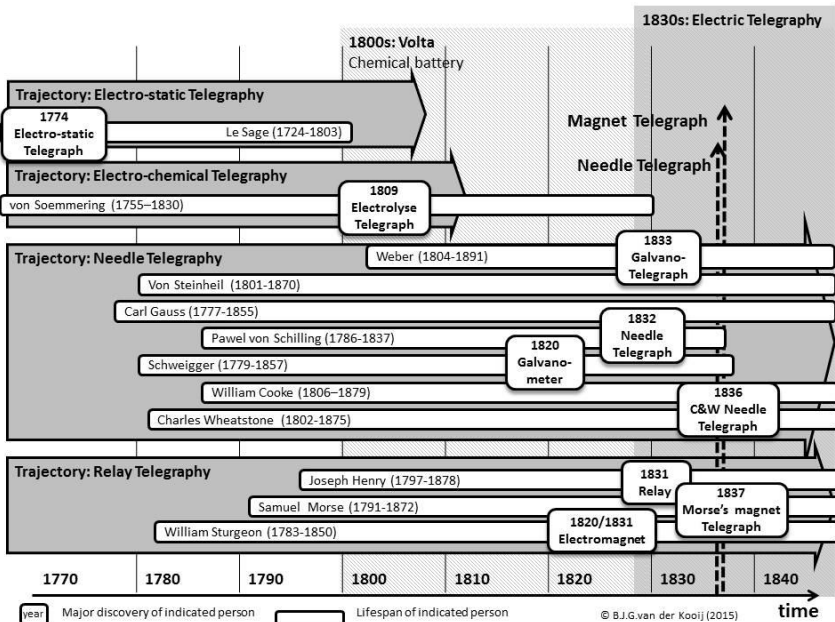 1830s: Electric Telegraphy
1800s: Volta
Chemical battery
Trajectory: Electro-static Telegraphy
1774
Electro-static
Telegraph
Le Sage (1724-1803)
Magnet Telegraph
Needle Telegraph
Trajectory: Electro-chemical Telegraphy
von Soemmering (1755–1830)
1809
Electrolyse
Telegraph
Trajectory: Needle Telegraphy
Weber (1804-1891)
1833
Galvano-
Telegraph
Von Steinheil (1801-1870)
Carl Gauss (1777-1855)
Pawel von Schilling (1786-1837)
1832
Needle
Telegraph
Schweigger (1779-1857)
1820
Galvano-
meter
William Cooke (1806–1879)
1836
C&W Needle
Telegraph
Charles Wheatstone (1802-1875)
Trajectory: Relay Telegraphy
Joseph Henry (1797-1878)
1831
Relay
Samuel Morse (1791-1872)
1837
Morse's magnet
Telegraph
William Sturgeon (1783-1850)
1820/1831
Electromagnet
1770
1780
1790
1800
1810
1820
1830
1840
time
year
Major discovery of indicated person
Lifespan of indicated person
© B.J.G.van der Kooij (2015)